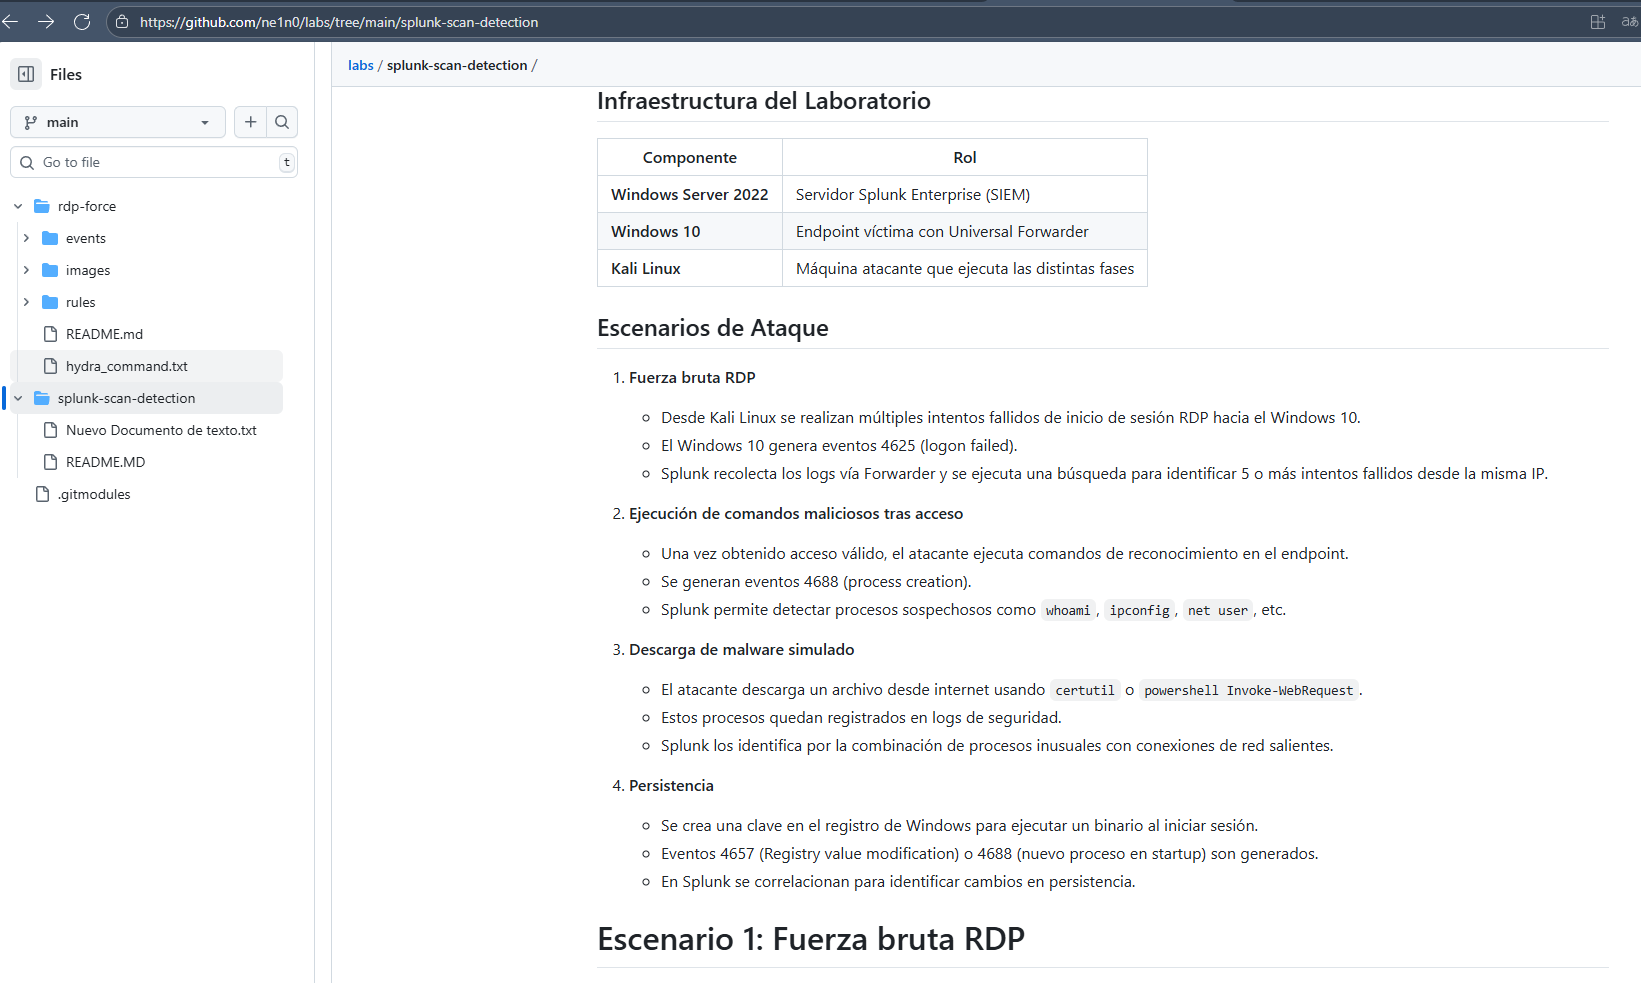 https://github.com/ne1n0/labs/tree/main/splunk-scan-detection
Files
main
Go to file
t
rdp-force
events
images
rules
README.md
hydra_command.txt
splunk-scan-detection
Nuevo Documento de texto.txt
README.MD
.gitmodules
labs / splunk-scan-detection /
Infraestructura del Laboratorio
Componente Rol
Windows Server 2022 Servidor Splunk Enterprise (SIEM)
Windows 10 Endpoint víctima con Universal Forwarder
Kali Linux Máquina atacante que ejecuta las distintas fases
Escenarios de Ataque
1. Fuerza bruta RDP
Desde Kali Linux se realizan múltiples intentos fallidos de inicio de sesión RDP hacia el Windows 10.
El Windows 10 genera eventos 4625 (logon failed).
Splunk recolecta los logs vía Forwarder y se ejecuta una búsqueda para identificar 5 o más intentos fallidos desde la misma IP.
2. Ejecución de comandos maliciosos tras acceso
Una vez obtenido acceso válido, el atacante ejecuta comandos de reconocimiento en el endpoint.
Se generan eventos 4688 (process creation).
Splunk permite detectar procesos sospechosos como whoami, ipconfig, net user, etc.
3. Descarga de malware simulado
El atacante descarga un archivo desde internet usando certutil o powershell Invoke-WebRequest.
Estos procesos quedan registrados en logs de seguridad.
Splunk los identifica por la combinación de procesos inusuales con conexiones de red salientes.
4. Persistencia
Se crea una clave en el registro de Windows para ejecutar un binario al iniciar sesión.
Eventos 4657 (Registry value modification) o 4688 (nuevo proceso en startup) son generados.
En Splunk se correlacionan para identificar cambios en persistencia.
Escenario 1: Fuerza bruta RDP